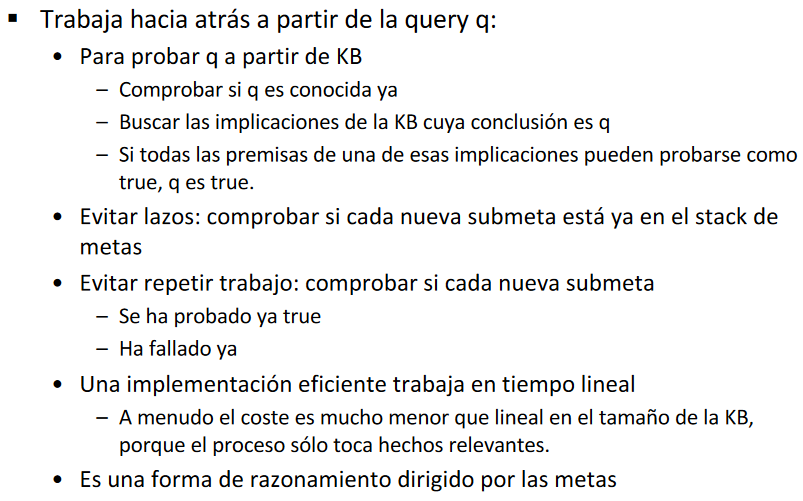 ▪ Trabaja hacia atrás a partir de la query q:
• Para probar q a partir de KB
– Comprobar si q es conocida ya
– Buscar las implicaciones de la KB cuya conclusión es q
– Si todas las premisas de una de esas implicaciones pueden probarse como
true, q es true.
• Evitar lazos: comprobar si cada nueva submeta está ya en el stack de
metas
• Evitar repetir trabajo: comprobar si cada nueva submeta
– Se ha probado ya true
– Ha fallado ya
• Una implementación eficiente trabaja en tiempo lineal
– A menudo el coste es mucho menor que lineal en el tamaño de la KB,
porque el proceso sólo toca hechos relevantes.
• Es una forma de razonamiento dirigido por las metas